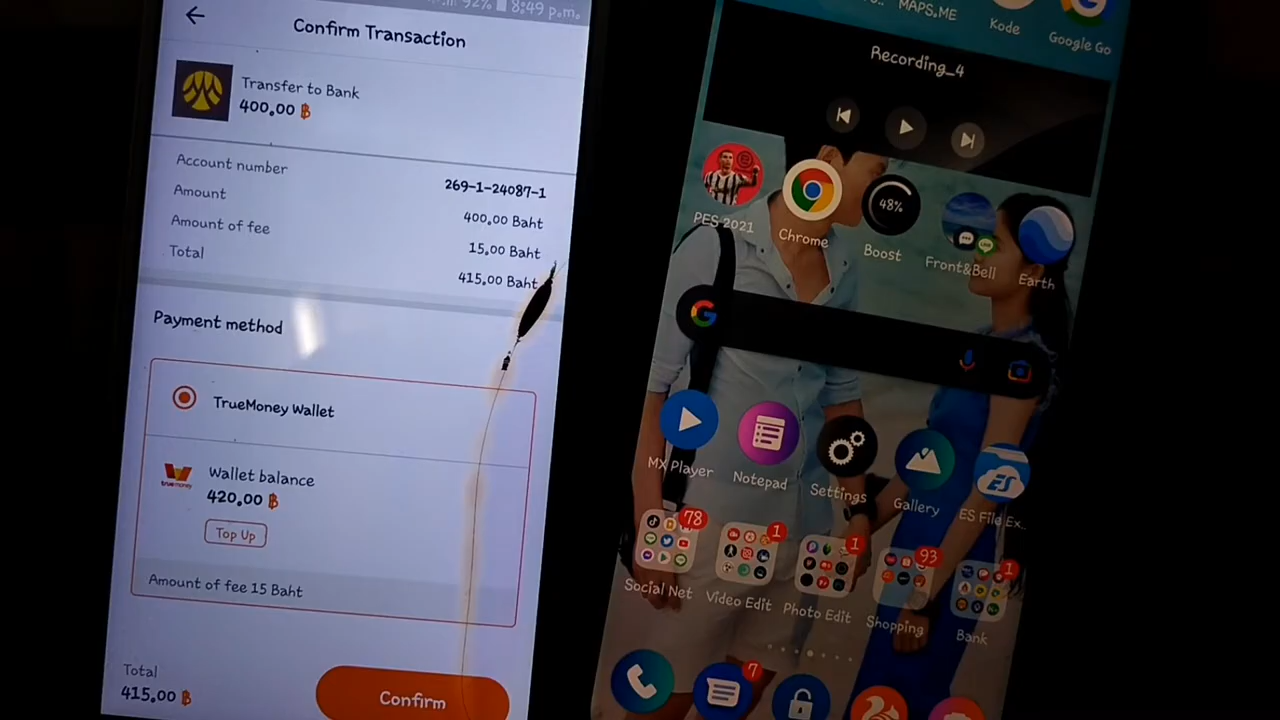 92% 8:49 p.m.
Confirm Transaction
Transfer to Bank
400.00 ฿
Account number 269-1-24087-1
Amount 400.00 Baht
Amount of fee 15.00 Baht
Total 415.00 Baht
Payment method
TrueMoney Wallet
truemoney
Wallet balance
420.00 ฿
Top Up
Amount of fee 15 Baht
Total
415.00 ฿
Confirm
MAPS.ME Kode Google Go
Recording_4
48%
PES 2021 Chrome Boost Front&Bell Earth
MX Player Notepad Settings Gallery ES File Ex..
78 1 1 93 1
Social Net Video Edit Photo Edit Shopping Bank
7